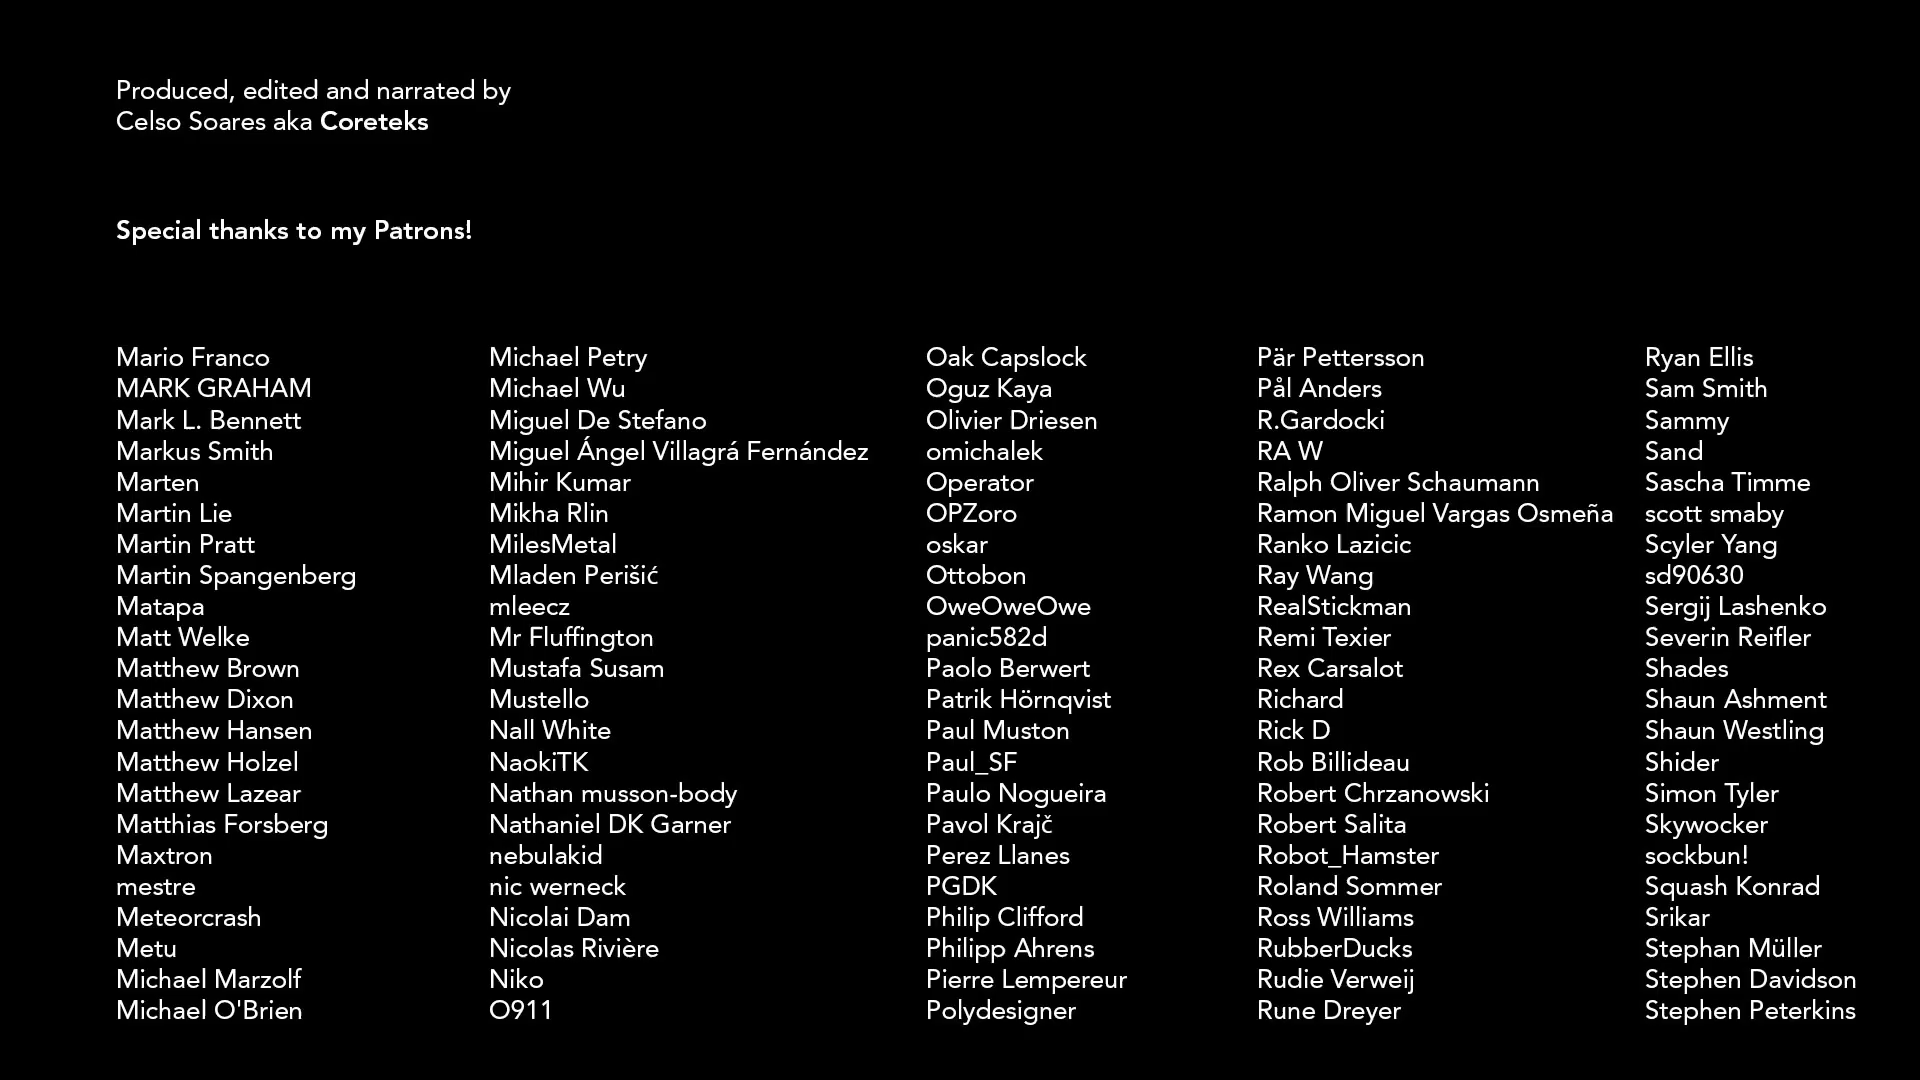 Produced, edited and narrated by
Celso Soares aka Coreteks
Special thanks to my Patrons!
Mario Franco
MARK GRAHAM
Mark L. Bennett
Markus Smith
Marten
Martin Lie
Martin Pratt
Martin Spangenberg
Matapa
Matt Welke
Matthew Brown
Matthew Dixon
Matthew Hansen
Matthew Holzel
Matthew Lazear
Matthias Forsberg
Maxtron
mestre
Meteorcrash
Metu
Michael Marzolf
Michael O'Brien
Michael Petry
Michael Wu
Miguel De Stefano
Miguel Ángel Villagrá Fernández
Mihir Kumar
Mikha Rlin
MilesMetal
Mladen Perišić
mleecz
Mr Fluffington
Mustafa Susam
Mustello
Nall White
NaokiTK
Nathan musson-body
Nathaniel DK Garner
nebulakid
nic werneck
Nicolai Dam
Nicolas Rivière
Niko
O911
Oak Capslock
Oguz Kaya
Olivier Driesen
omichalek
Operator
OPZoro
oskar
Ottobon
OweOweOwe
panic582d
Paolo Berwert
Patrik Hörnqvist
Paul Muston
Paul_SF
Paulo Nogueira
Pavol Krajč
Perez Llanes
PGDK
Philip Clifford
Philipp Ahrens
Pierre Lempereur
Polydesigner
Pär Pettersson
Pål Anders
R.Gardocki
RA W
Ralph Oliver Schaumann
Ramon Miguel Vargas Osmeña
Ranko Lazicic
Ray Wang
RealStickman
Remi Texier
Rex Carsalot
Richard
Rick D
Rob Billideau
Robert Chrzanowski
Robert Salita
Robot_Hamster
Roland Sommer
Ross Williams
RubberDucks
Rudie Verweij
Rune Dreyer
Ryan Ellis
Sam Smith
Sammy
Sand
Sascha Timme
scott smaby
Scyler Yang
sd90630
Sergij Lashenko
Severin Reifler
Shades
Shaun Ashment
Shaun Westling
Shider
Simon Tyler
Skywocker
sockbun!
Squash Konrad
Srikar
Stephan Müller
Stephen Davidson
Stephen Peterkins